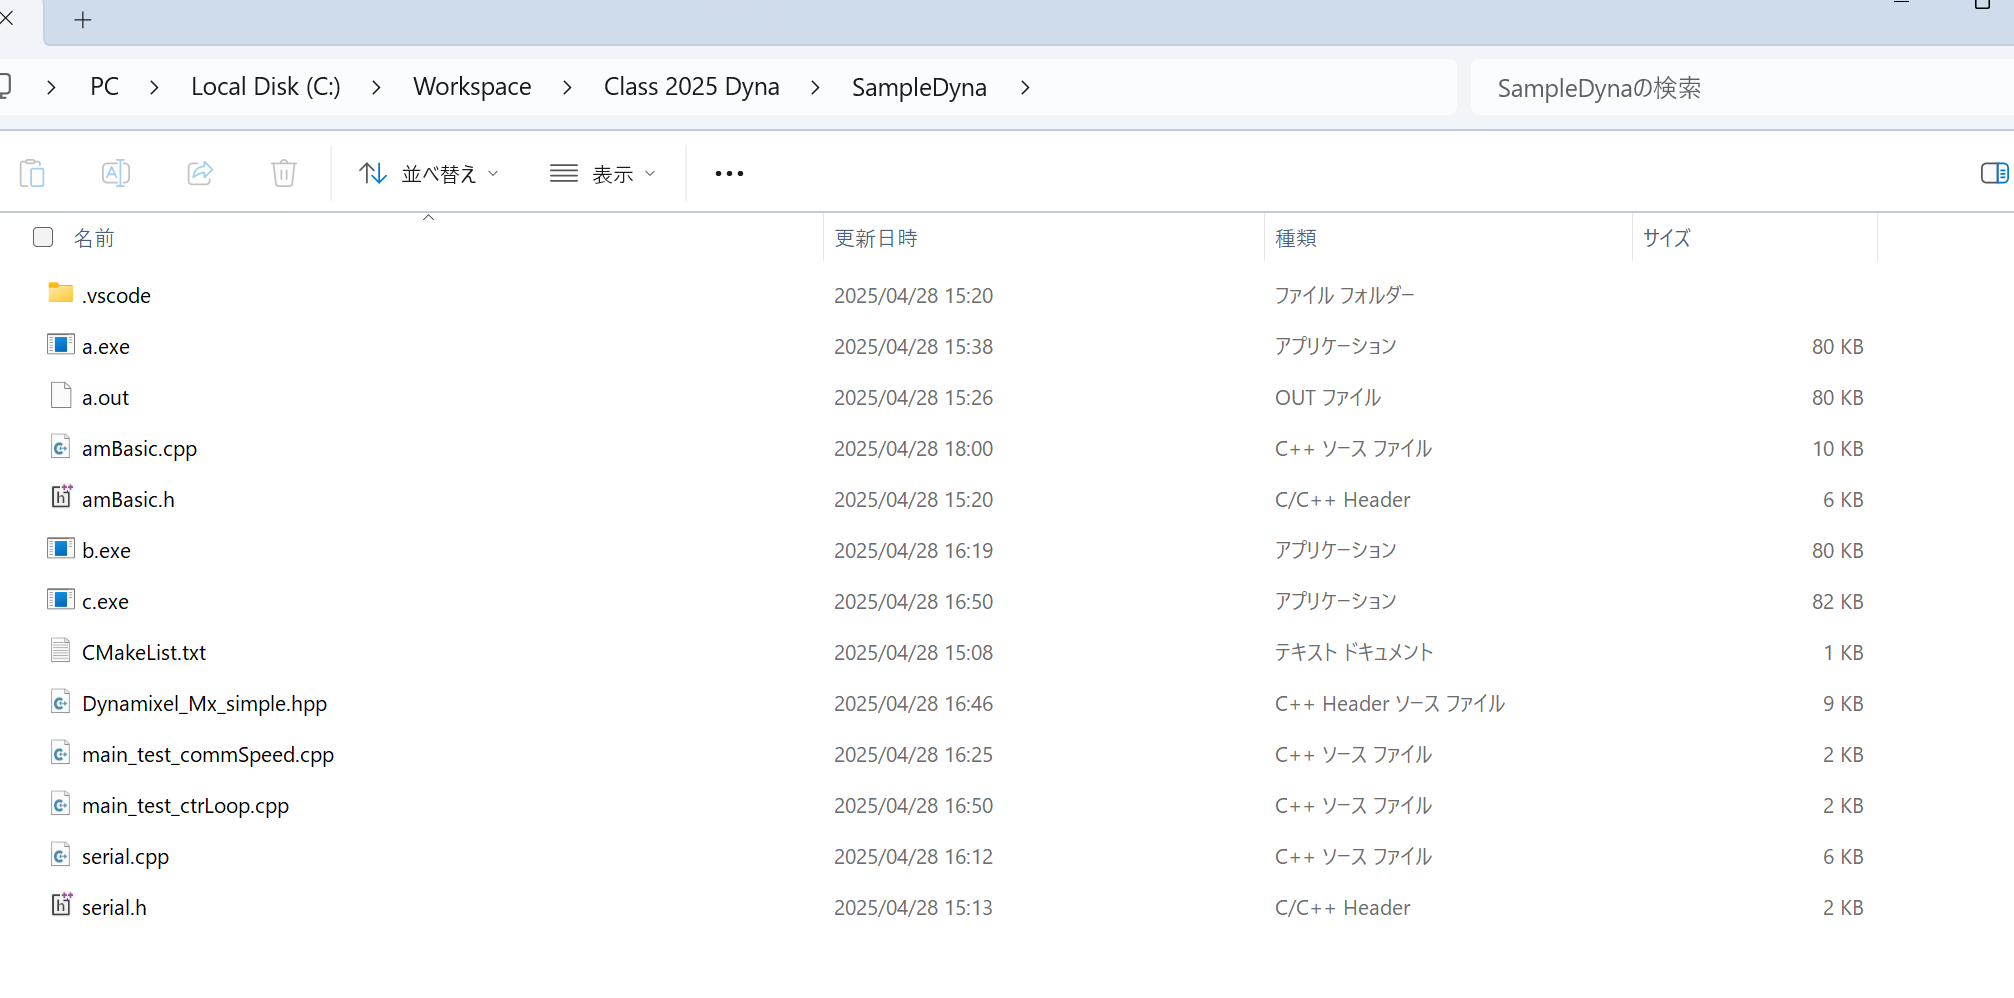 PC > Local Disk (C:) > Workspace > Class 2025 Dyna > SampleDyna > SampleDynaの検索
並べ替え 表示
名前 更新日時 種類 サイズ
.vscode 2025/04/28 15:20 ファイル フォルダー
a.exe 2025/04/28 15:38 アプリケーション 80 KB
a.out 2025/04/28 15:26 OUT ファイル 80 KB
amBasic.cpp 2025/04/28 18:00 C++ ソース ファイル 10 KB
amBasic.h 2025/04/28 15:20 C/C++ Header 6 KB
b.exe 2025/04/28 16:19 アプリケーション 80 KB
c.exe 2025/04/28 16:50 アプリケーション 82 KB
CMakeList.txt 2025/04/28 15:08 テキスト ドキュメント 1 KB
Dynamixel_Mx_simple.hpp 2025/04/28 16:46 C++ Header ソース ファイル 9 KB
main_test_commSpeed.cpp 2025/04/28 16:25 C++ ソース ファイル 2 KB
main_test_ctrLoop.cpp 2025/04/28 16:50 C++ ソース ファイル 2 KB
serial.cpp 2025/04/28 16:12 C++ ソース ファイル 6 KB
serial.h 2025/04/28 15:13 C/C++ Header 2 KB